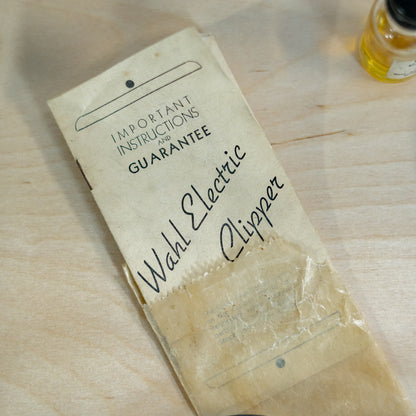 IMPORTANT
INSTRUCTIONS
AND
GUARANTEE
Wahl Electric
Clipper